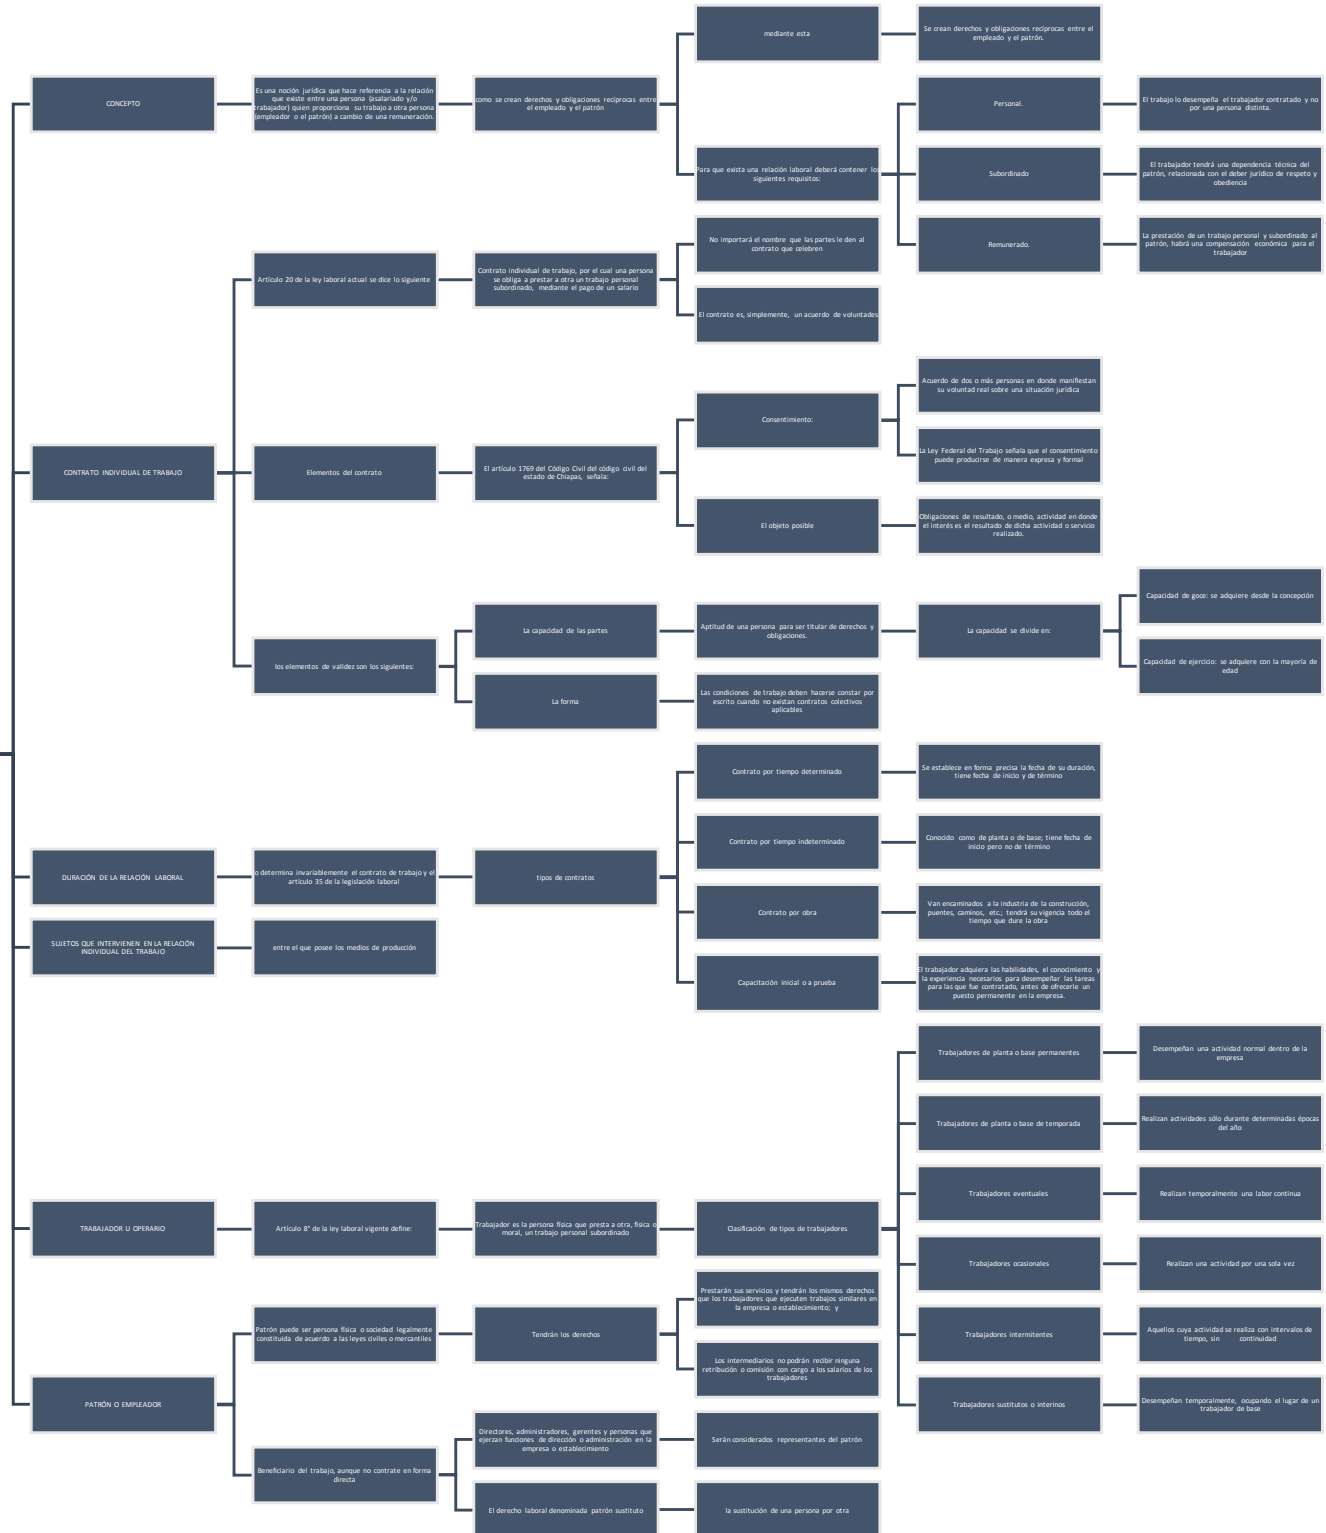 CONCEPTO
Es una noción jurídica que hace referencia a la relación
que existe entre una persona (asalariado y/o
trabajador) quien proporciona su trabajo a otra persona
(empleador o el patrón) a cambio de una remuneración.
como se crean derechos y obligaciones recíprocas entre
el empleado y el patrón
mediante esta
Se crean derechos y obligaciones recíprocas entre el
empleado y el patrón.
Para que exista una relación laboral deberá contener los
siguientes requisitos:
Personal.
El trabajo lo desempeña el trabajador contratado y no
por una persona distinta.
Subordinado
El trabajador tendrá una dependencia técnica del
patrón, relacionada con el deber jurídico de respeto y
obediencia
Remunerado.
La prestación de un trabajo personal y subordinado al
patrón, habrá una compensación económica para el
trabajador
CONTRATO INDIVIDUAL DE TRABAJO
Artículo 20 de la ley laboral actual se dice lo siguiente
Contrato individual de trabajo, por el cual una persona
se obliga a prestar a otra un trabajo personal
subordinado, mediante el pago de un salario
No importará el nombre que las partes le den al
contrato que celebren
El contrato es, simplemente, un acuerdo de voluntades
Elementos del contrato
El artículo 1769 del Código Civil del código civil del
estado de Chiapas, señala:
Consentimiento:
Acuerdo de dos o más personas en donde manifiestan
su voluntad real sobre una situación jurídica
La Ley Federal del Trabajo señala que el consentimiento
puede producirse de manera expresa y formal
El objeto posible
Obligaciones de resultado, o medio, actividad en donde
el interés es el resultado de dicha actividad o servicio
realizado.
los elementos de validez son los siguientes:
La capacidad de las partes
Aptitud de una persona para ser titular de derechos y
obligaciones.
La capacidad se divide en:
Capacidad de goce: se adquiere desde la concepción
Capacidad de ejercicio: se adquiere con la mayoría de
edad
La forma
Las condiciones de trabajo deben hacerse constar por
escrito cuando no existan contratos colectivos
aplicables
DURACIÓN DE LA RELACIÓN LABORAL
o determina invariablemente el contrato de trabajo y el
artículo 35 de la legislación laboral
tipos de contratos
Contrato por tiempo determinado
Se establece en forma precisa la fecha de su duración,
tiene fecha de inicio y de término
Contrato por tiempo indeterminado
Conocido como de planta o de base; tiene fecha de
inicio pero no de término
Contrato por obra
Van encaminados a la industria de la construcción,
puentes, caminos, etc.; tendrá su vigencia todo el
tiempo que dure la obra
Capacitación inicial o a prueba
El trabajador adquiera las habilidades, el conocimiento y
la experiencia necesarios para desempeñar las tareas
para las que fue contratado, antes de ofrecerle un
puesto permanente en la empresa.
SUJETOS QUE INTERVIENEN EN LA RELACIÓN
INDIVIDUAL DEL TRABAJO
entre el que posee los medios de producción
TRABAJADOR U OPERARIO
Artículo 8° de la ley laboral vigente define:
Trabajador es la persona física que presta a otra, física o
moral, un trabajo personal subordinado
Clasificación de tipos de trabajadores
Trabajadores de planta o base permanentes
Desempeñan una actividad normal dentro de la
empresa
Trabajadores de planta o base de temporada
Realizan actividades sólo durante determinadas épocas
del año
Trabajadores eventuales
Realizan temporalmente una labor continua
Trabajadores ocasionales
Realizan una actividad por una sola vez
Trabajadores intermitentes
Aquellos cuya actividad se realiza con intervalos de
tiempo, sin continuidad
Trabajadores sustitutos o interinos
Desempeñan temporalmente, ocupando el lugar de un
trabajador de base
PATRÓN O EMPLEADOR
Patrón puede ser persona física o sociedad legalmente
constituida de acuerdo a las leyes civiles o mercantiles
Tendrán los derechos
Prestarán sus servicios y tendrán los mismos derechos
que los trabajadores que ejecuten trabajos similares en
la empresa o establecimiento; y
Los intermediarios no podrán recibir ninguna
retribución o comisión con cargo a los salarios de los
trabajadores
Beneficiario del trabajo, aunque no contrate en forma
directa
Directores, administradores, gerentes y personas que
ejerzan funciones de dirección o administración en la
empresa o establecimiento
Serán considerados representantes del patrón
El derecho laboral denominada patrón sustituto
la sustitución de una persona por otra